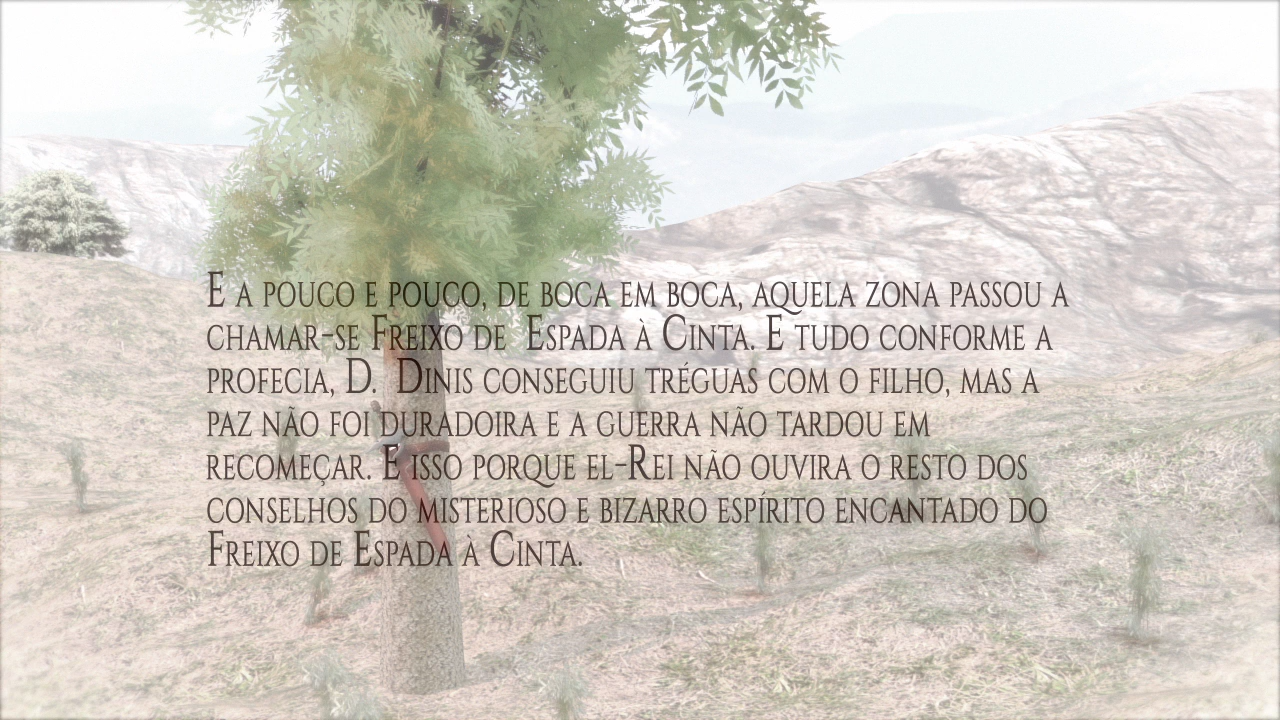 E a pouco e pouco, de boca em boca, aquela zona passou a
chamar-se Freixo de Espada à Cinta. E tudo conforme a
profecia, D. Dinis conseguiu tréguas com o filho, mas a
paz não foi duradoira e a guerra não tardou em
recomeçar. E isso porque el-Rei não ouvira o resto dos
conselhos do misterioso e bizarro espírito encantado do
Freixo de Espada à Cinta.